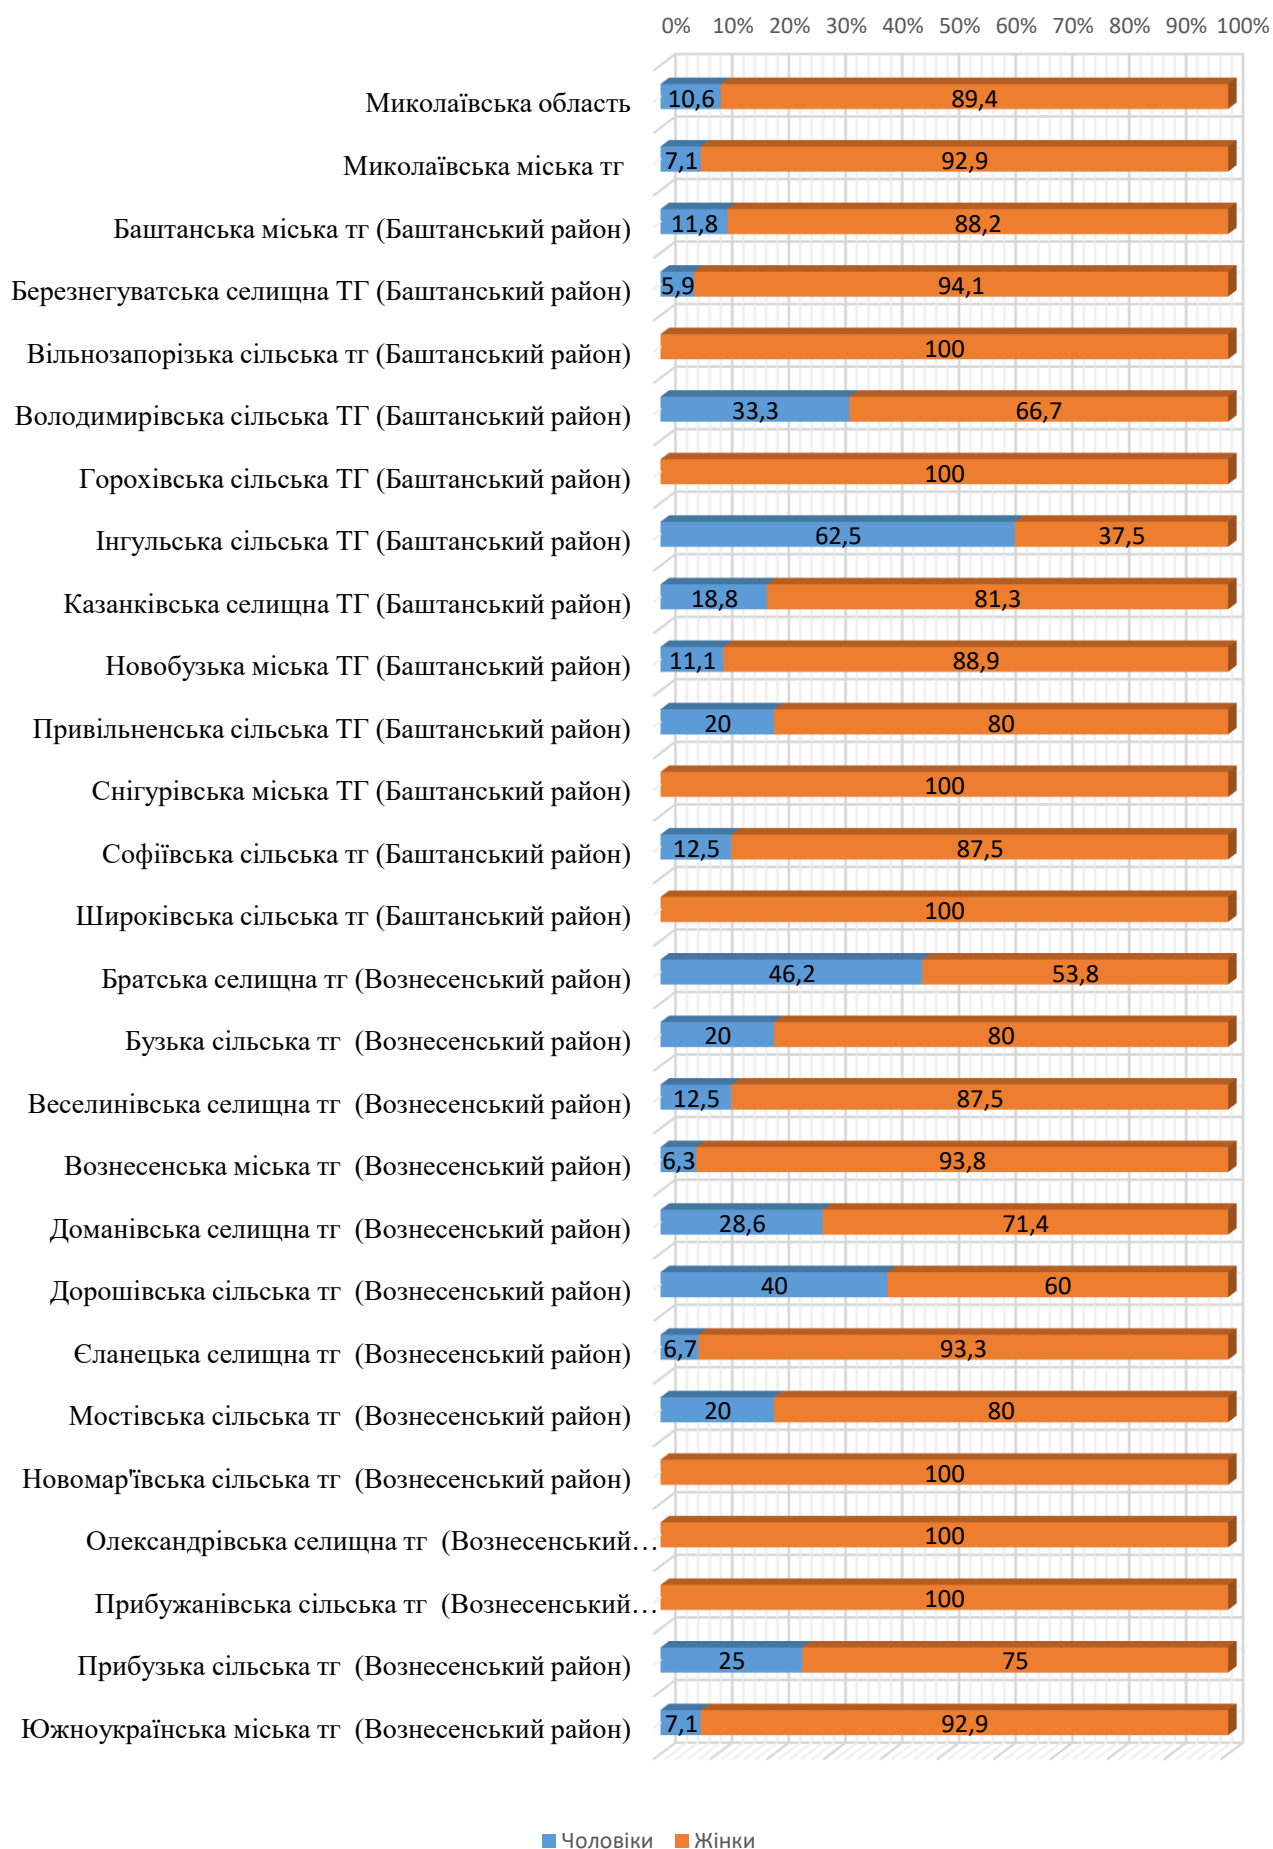 0% 10% 20% 30% 40% 50% 60% 70% 80% 90% 100%
Миколаївська область 10,6 89,4
Миколаївська міська тг 7,1 92,9
Баштанська міська тг (Баштанський район) 11,8 88,2
Березнегуватська селищна ТГ (Баштанський район) 5,9 94,1
Вільнозапорізька сільська тг (Баштанський район) 100
Володимирівська сільська ТГ (Баштанський район) 33,3 66,7
Горохівська сільська ТГ (Баштанський район) 100
Інгульська сільська ТГ (Баштанський район) 62,5 37,5
Казанківська селищна ТГ (Баштанський район) 18,8 81,3
Новобузька міська ТГ (Баштанський район) 11,1 88,9
Привільненська сільська ТГ (Баштанський район) 20 80
Снігурівська міська ТГ (Баштанський район) 100
Софіївська сільська тг (Баштанський район) 12,5 87,5
Широківська сільська тг (Баштанський район) 100
Братська селищна тг (Вознесенський район) 46,2 53,8
Бузька сільська тг (Вознесенський район) 20 80
Веселинівська селищна тг (Вознесенський район) 12,5 87,5
Вознесенська міська тг (Вознесенський район) 6,3 93,8
Доманівська селищна тг (Вознесенський район) 28,6 71,4
Дорошівська сільська тг (Вознесенський район) 40 60
Єланецька селищна тг (Вознесенський район) 6,7 93,3
Мостівська сільська тг (Вознесенський район) 20 80
Новомар'ївська сільська тг (Вознесенський район) 100
Олександрівська селищна тг (Вознесенський… 100
Прибужанівська сільська тг (Вознесенський… 100
Прибузька сільська тг (Вознесенський район) 25 75
Южноукраїнська міська тг (Вознесенський район) 7,1 92,9
Чоловіки Жінки